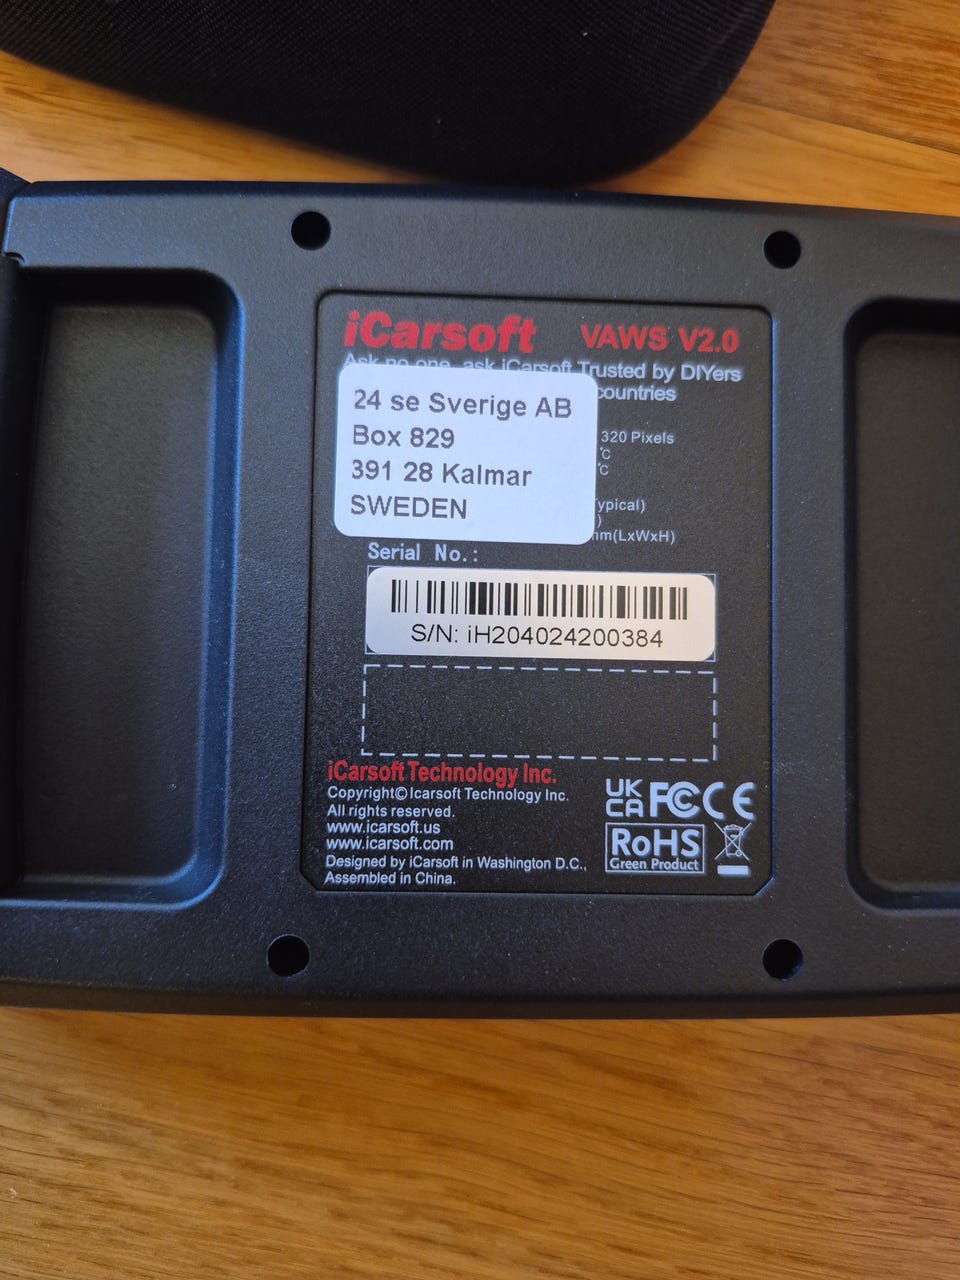 iCarsoft VAWS V2.0
Ask no one, ask iCarsoft Trusted by DIYers
countries
24 se Sverige AB
Box 829
391 28 Kalmar
SWEDEN
320 Pixels
℃
℃
ypical)
)
mm(LxWxH)
Serial No.:
S/N: iH204024200384
iCarsoft Technology Inc.
Copyright© Icarsoft Technology Inc.
All rights reserved.
www.icarsoft.us
www.icarsoft.com
Designed by iCarsoft in Washington D.C.,
Assembled in China.
UK
CA FC CE
RoHS
Green Product